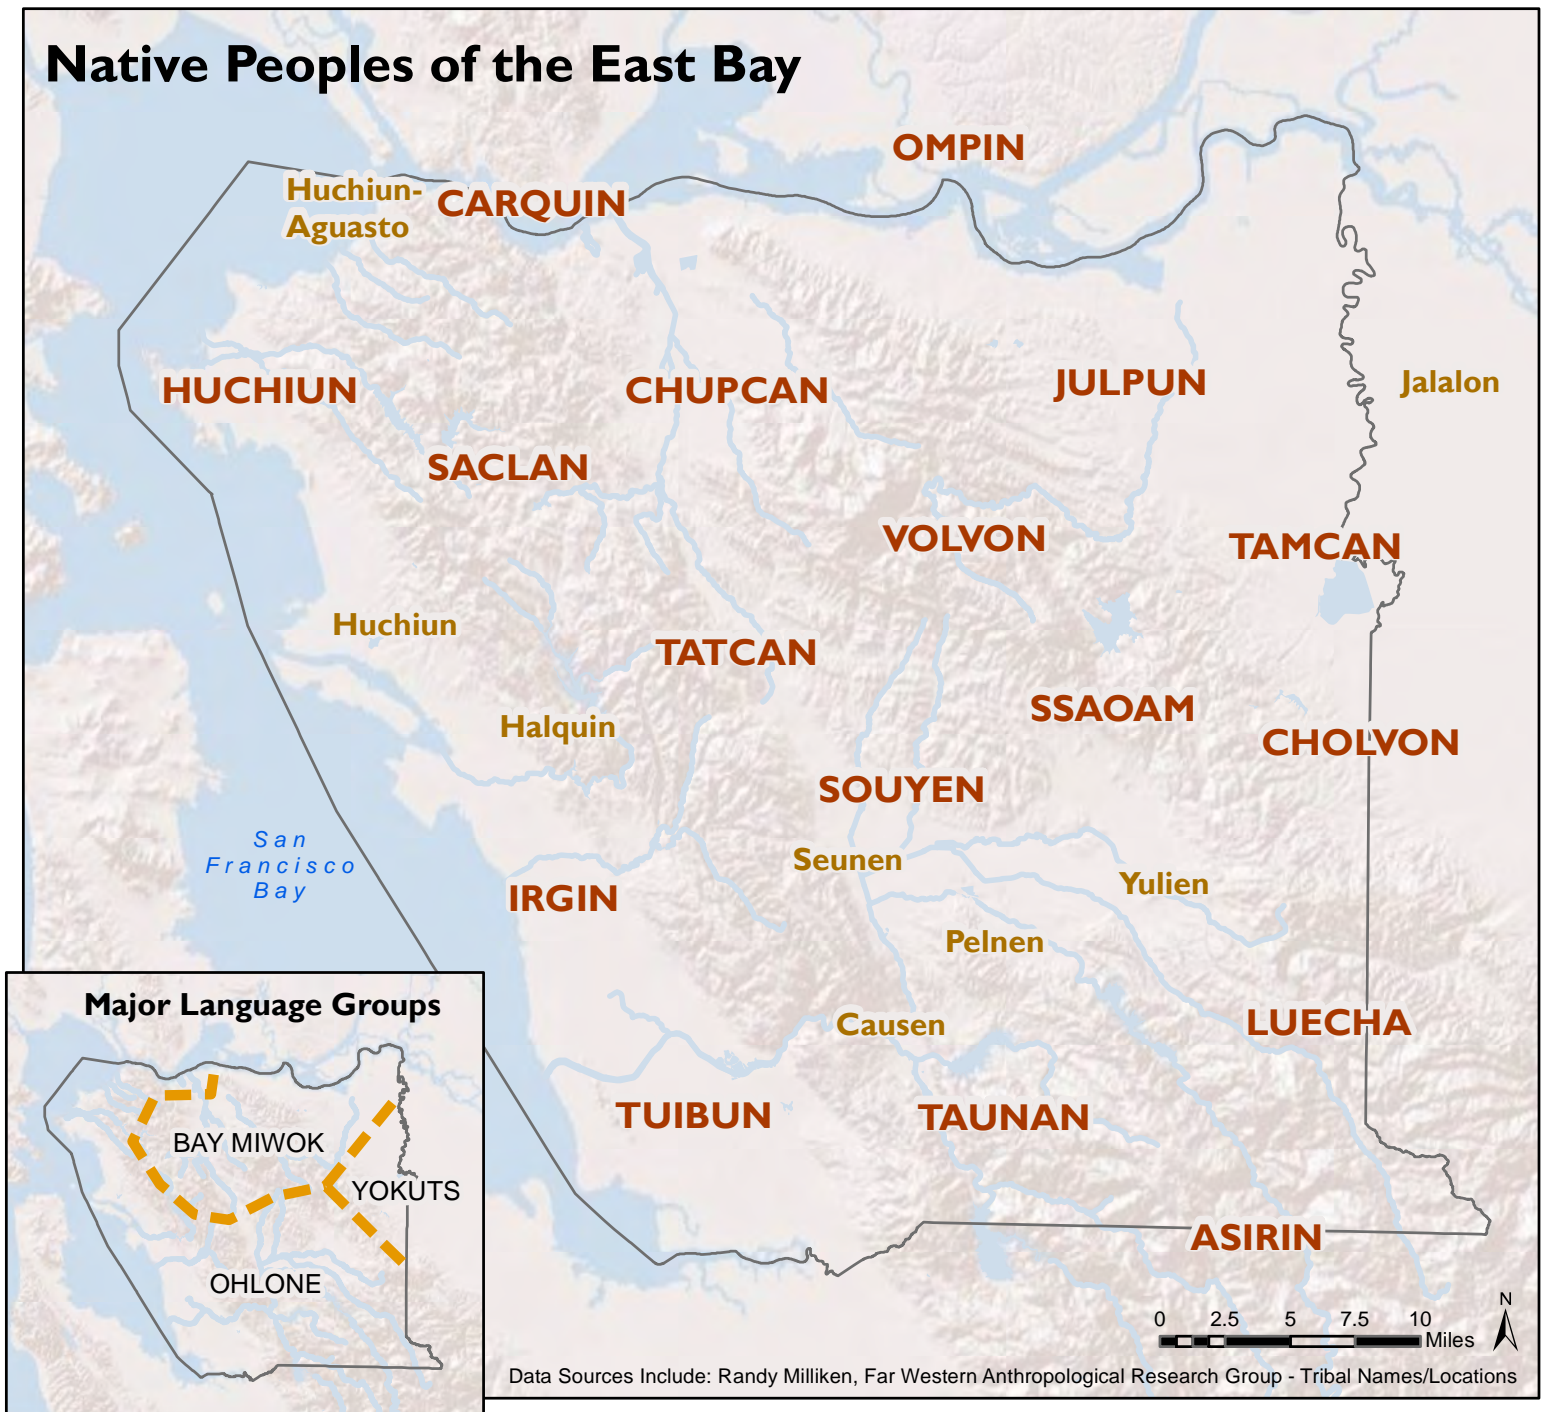 Native Peoples of the East Bay
OMPIN
Huchiun-
Aguasto
CARQUIN
HUCHIUN
CHUPCAN
JULPUN
Jalalon
SACLAN
VOLVON
TAMCAN
Huchiun
TATCAN
SSAOAM
Halquin
CHOLVON
SOUYEN
San
Francisco
Bay
Seunen
Yulien
IRGIN
Pelnen
Causen
LUECHA
TUIBUN
TAUNAN
ASIRIN
Major Language Groups
BAY MIWOK
YOKUTS
OHLONE
N
0 2.5 5 7.5 10
Miles
Data Sources Include: Randy Milliken, Far Western Anthropological Research Group - Tribal Names/Locations